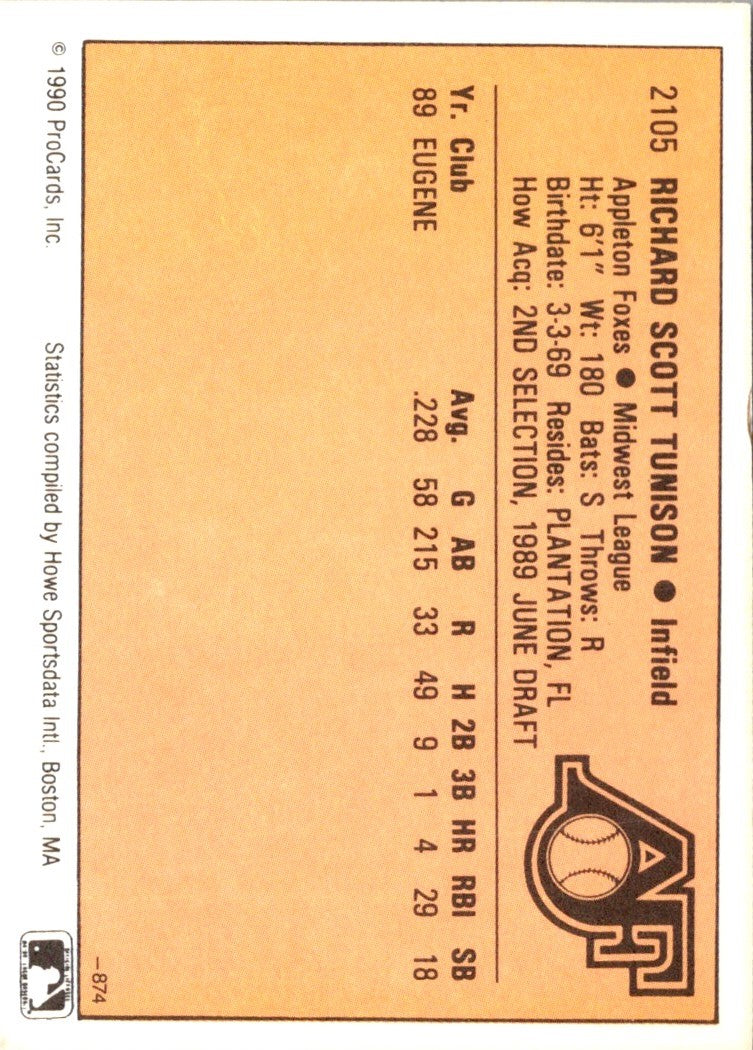 2105 RICHARD SCOTT TUNISON ● Infield
Appleton Foxes ● Midwest League
Ht: 6'1" Wt: 180 Bats: S Throws: R
Birthdate: 3-3-69 Resides: PLANTATION, FL
How Acq: 2ND SELECTION, 1989 JUNE DRAFT
Yr. Club Avg. G AB R H 2B 3B HR RBI SB
89 EUGENE .228 58 215 33 49 9 1 4 29 18
–874
© 1990 ProCards, Inc. Statistics compiled by Howe Sportsdata Intl., Boston, MA